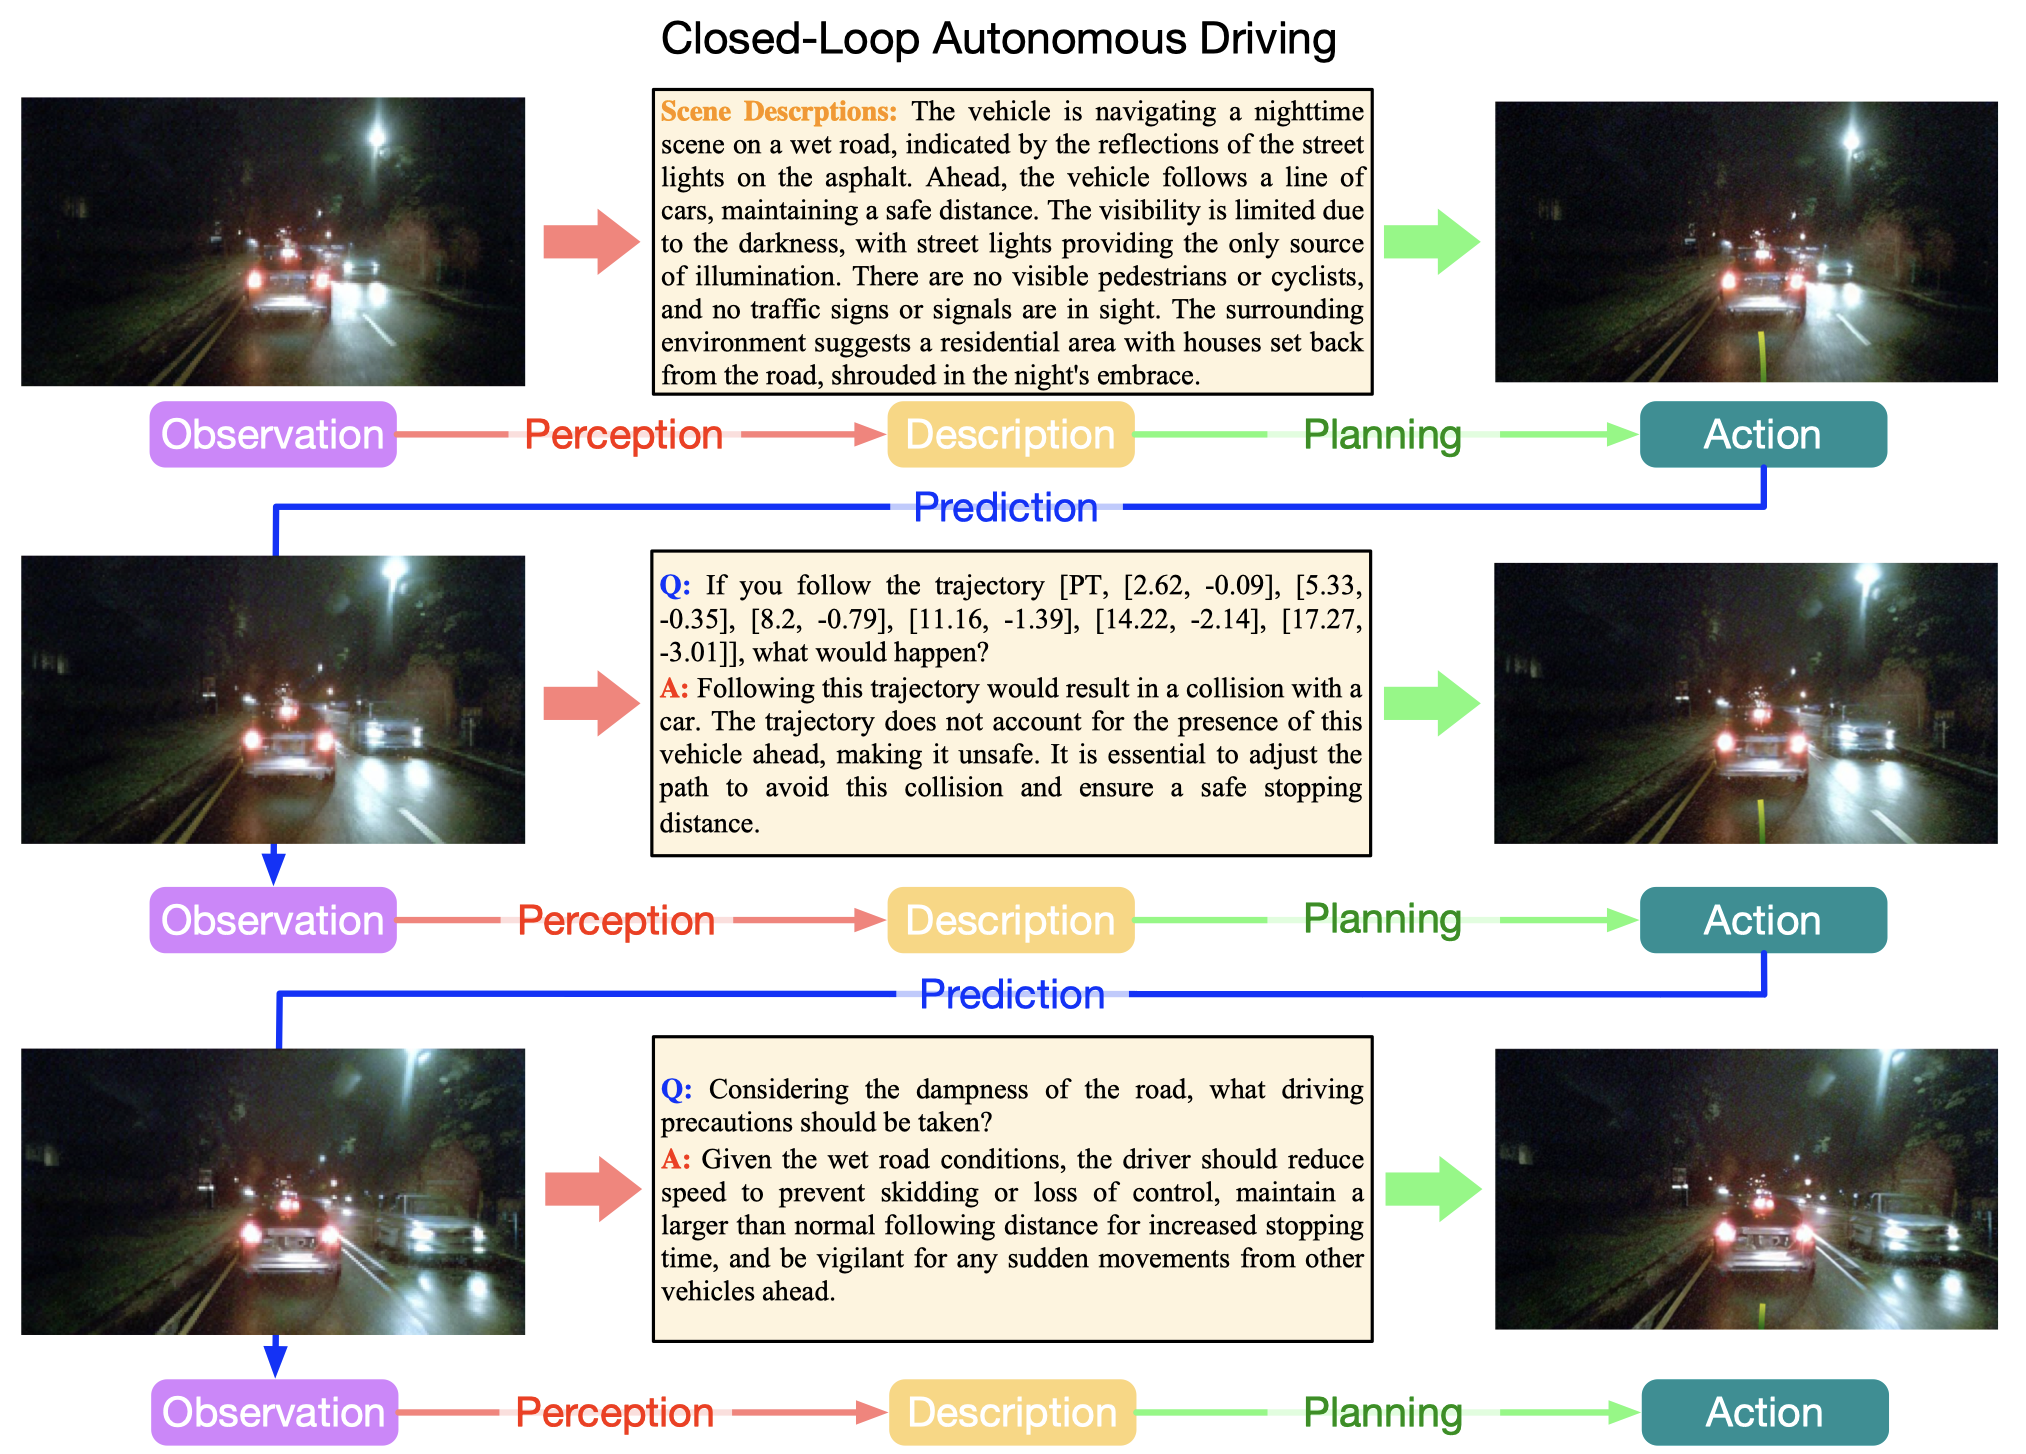 Closed-Loop Autonomous Driving
Scene Descrptions: The vehicle is navigating a nighttime
scene on a wet road, indicated by the reflections of the street
lights on the asphalt. Ahead, the vehicle follows a line of
cars, maintaining a safe distance. The visibility is limited due
to the darkness, with street lights providing the only source
of illumination. There are no visible pedestrians or cyclists,
and no traffic signs or signals are in sight. The surrounding
environment suggests a residential area with houses set back
from the road, shrouded in the night's embrace.
Observation Perception Description Planning Action
Prediction
Q: If you follow the trajectory [PT, [2.62, -0.09], [5.33,
-0.35], [8.2, -0.79], [11.16, -1.39], [14.22, -2.14], [17.27,
-3.01]], what would happen?
A: Following this trajectory would result in a collision with a
car. The trajectory does not account for the presence of this
vehicle ahead, making it unsafe. It is essential to adjust the
path to avoid this collision and ensure a safe stopping
distance.
Observation Perception Description Planning Action
Prediction
Q: Considering the dampness of the road, what driving
precautions should be taken?
A: Given the wet road conditions, the driver should reduce
speed to prevent skidding or loss of control, maintain a
larger than normal following distance for increased stopping
time, and be vigilant for any sudden movements from other
vehicles ahead.
Observation Perception Description Planning Action